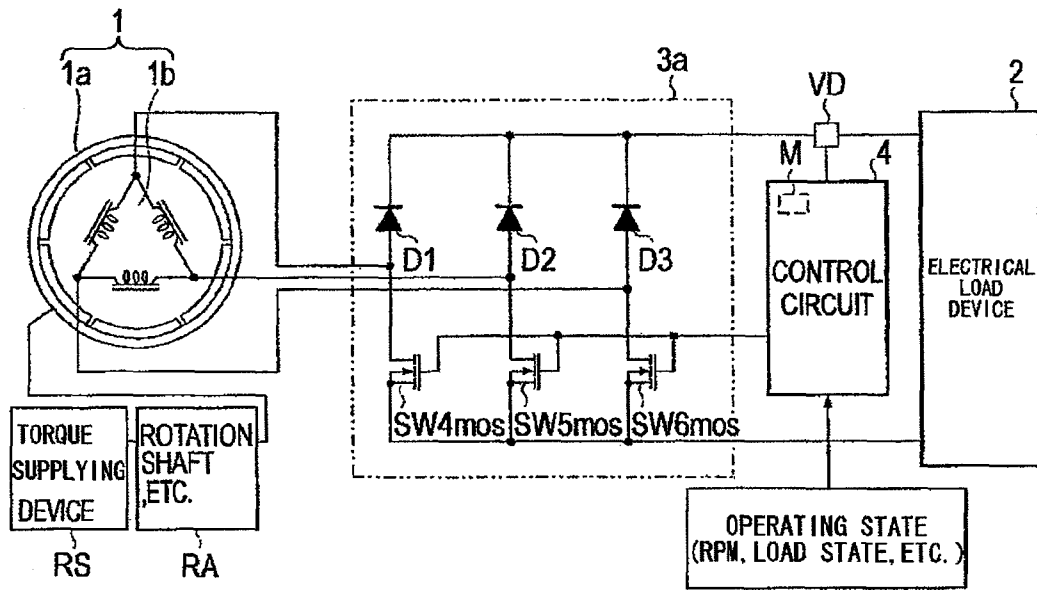 1
1a
1b
3a
VD
2
M
4
D1
D2
D3
CONTROL
CIRCUIT
ELECTRICAL
LOAD
DEVICE
SW4mos
SW5mos
SW6mos
TORQUE
SUPPLYING
DEVICE
ROTATION
SHAFT
,ETC.
RS
RA
OPERATING STATE
(RPM, LOAD STATE, ETC.)